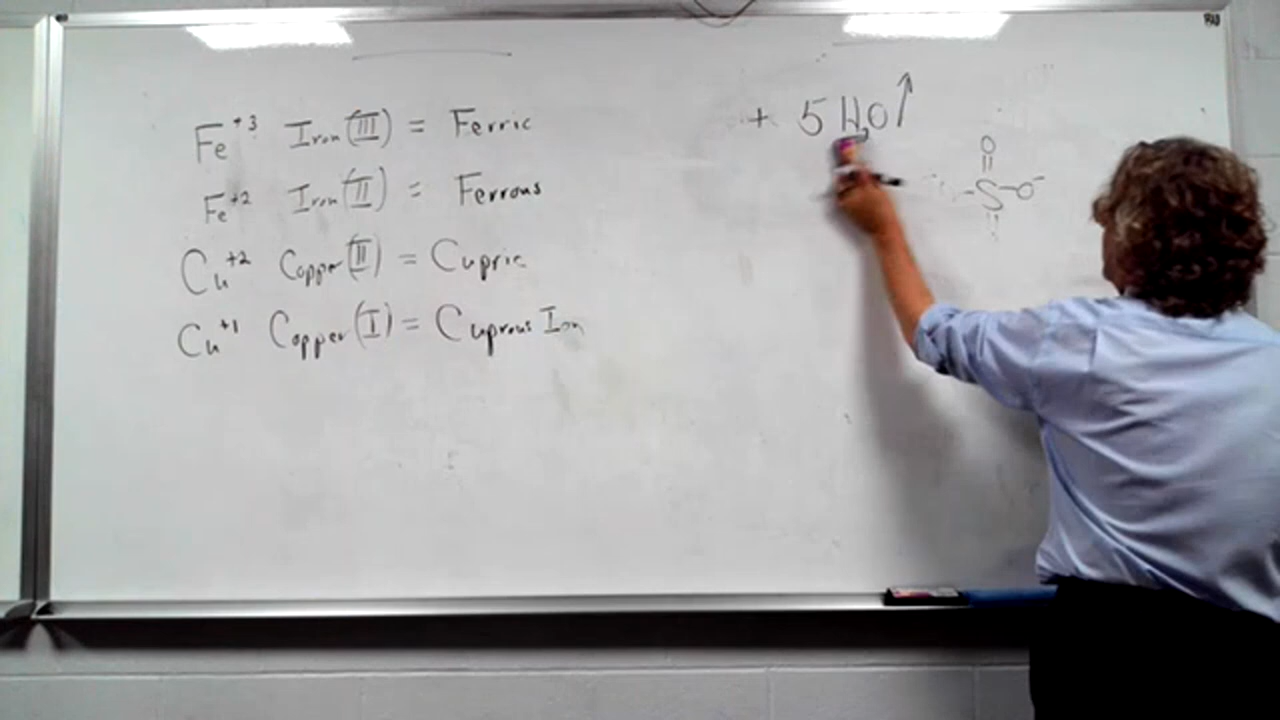 Fe+3 Iron(III) = Ferric
Fe+2 Iron(II) = Ferrous
Cu+2 Copper(II) = Cupric
Cu+1 Copper(I) = Cuprous Ion
+ 5 H2O↑
O
S-O-